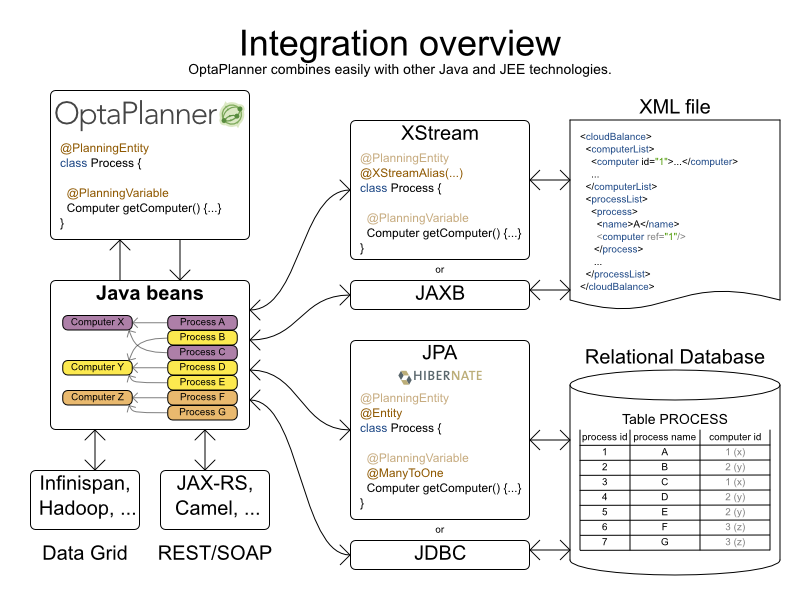 Integration overview
OptaPlanner combines easily with other Java and JEE technologies.
OptaPlanner
@PlanningEntity
class Process {
@PlanningVariable
Computer getComputer() {...}
}
Java beans
Computer X
Computer Y
Computer Z
Process A
Process B
Process C
Process D
Process E
Process F
Process G
Infinispan,
Hadoop, ...
Data Grid
JAX-RS,
Camel, ...
REST/SOAP
XStream
@PlanningEntity
@XStreamAlias(...)
class Process {
@PlanningVariable
Computer getComputer() {...}
}
or
JAXB
JPA
HIBERNATE
@PlanningEntity
@Entity
class Process {
@PlanningVariable
@ManyToOne
Computer getComputer() {...}
}
or
JDBC
XML file
<cloudBalance>
<computerList>
<computer id="1">...</computer>
...
</computerList>
<processList>
<process>
<name>A</name>
<computer ref="1"/>
</process>
...
</processList>
</cloudBalance>
Relational Database
Table PROCESS
process id process name computer id
1 A 1 (x)
2 B 2 (y)
3 C 1 (x)
4 D 2 (y)
5 E 2 (y)
6 F 3 (z)
7 G 3 (z)